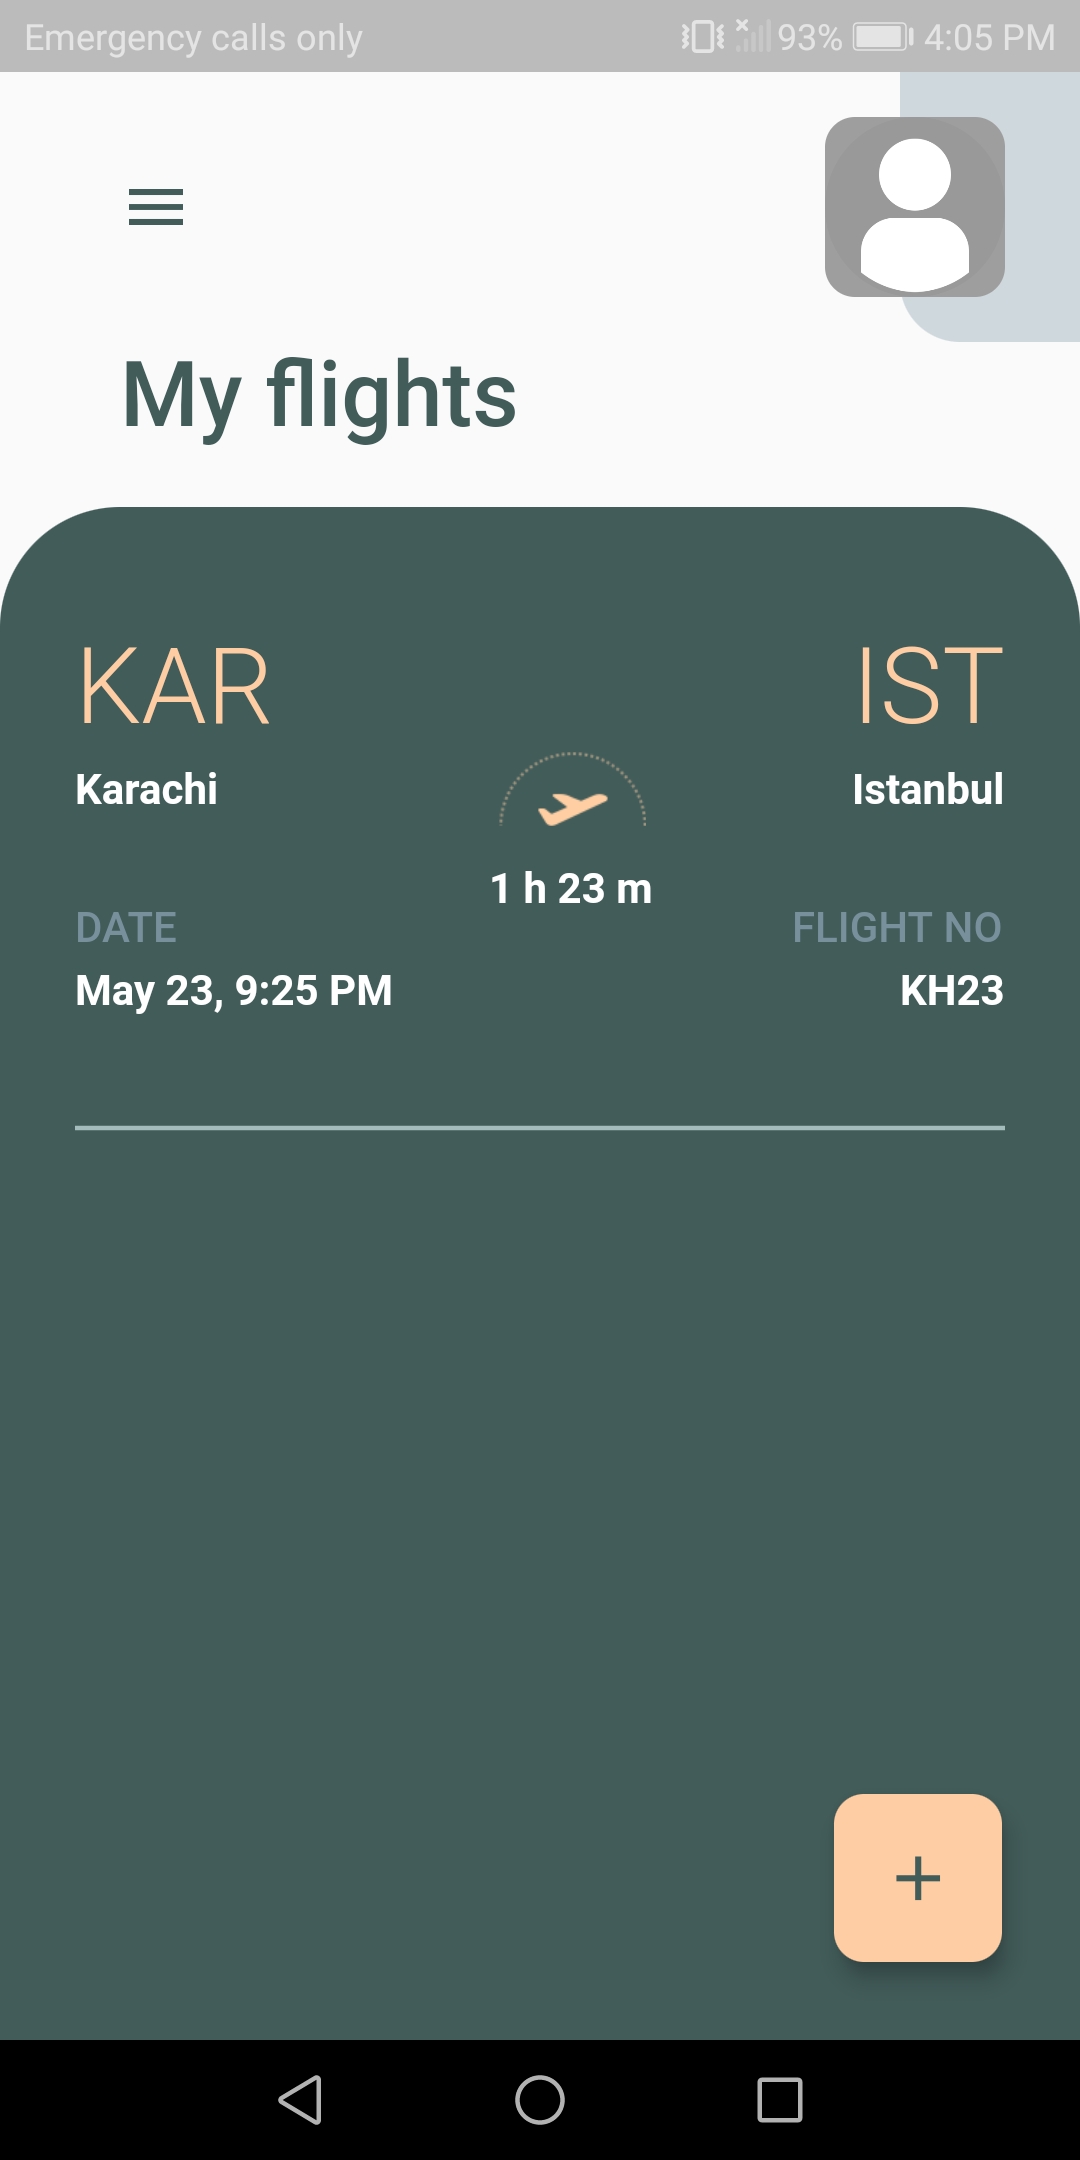 Emergency calls only 93% 4:05 PM
My flights
KAR IST
Karachi Istanbul
1 h 23 m
DATE FLIGHT NO
May 23, 9:25 PM KH23